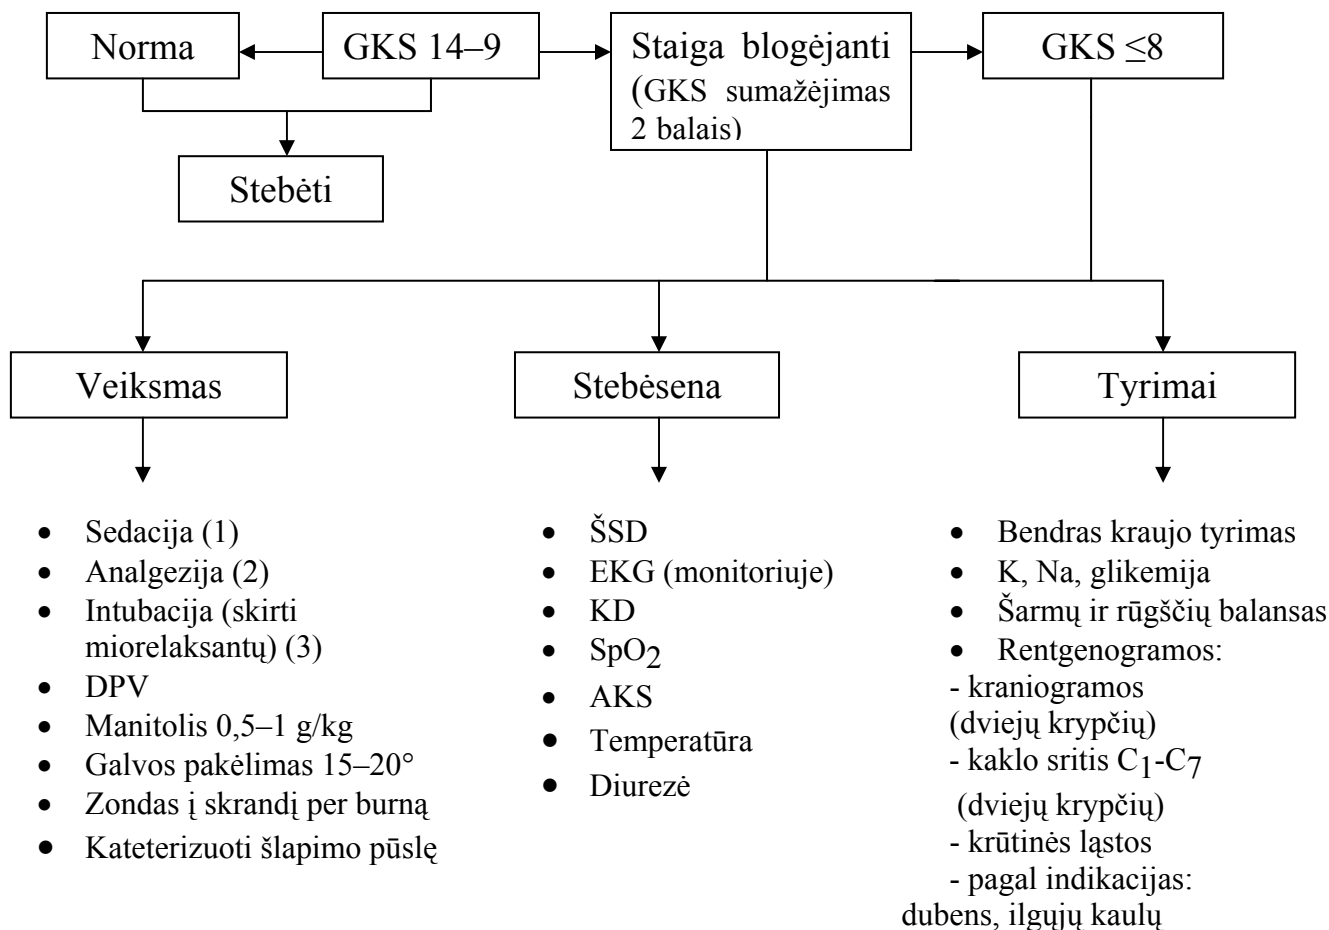 Norma
GKS 14–9
Staiga blogėjanti
(GKS sumažėjimas
2 balais)
GKS ≤8
Stebėti
Veiksmas
Stebėsena
Tyrimai
• Sedacija (1)
• Analgezija (2)
• Intubacija (skirti
miorelaksantų) (3)
• DPV
• Manitolis 0,5–1 g/kg
• Galvos pakėlimas 15–20°
• Zondas į skrandį per burną
• Kateterizuoti šlapimo pūslę
• ŠSD
• EKG (monitoriuje)
• KD
• SpO2
• AKS
• Temperatūra
• Diurezė
• Bendras kraujo tyrimas
• K, Na, glikemija
• Šarmų ir rūgščių balansas
• Rentgenogramos:
- kraniogramos
(dviejų krypčių)
- kaklo sritis C1-C7
(dviejų krypčių)
- krūtinės ląstos
- pagal indikacijas:
dubens, ilgųjų kaulų